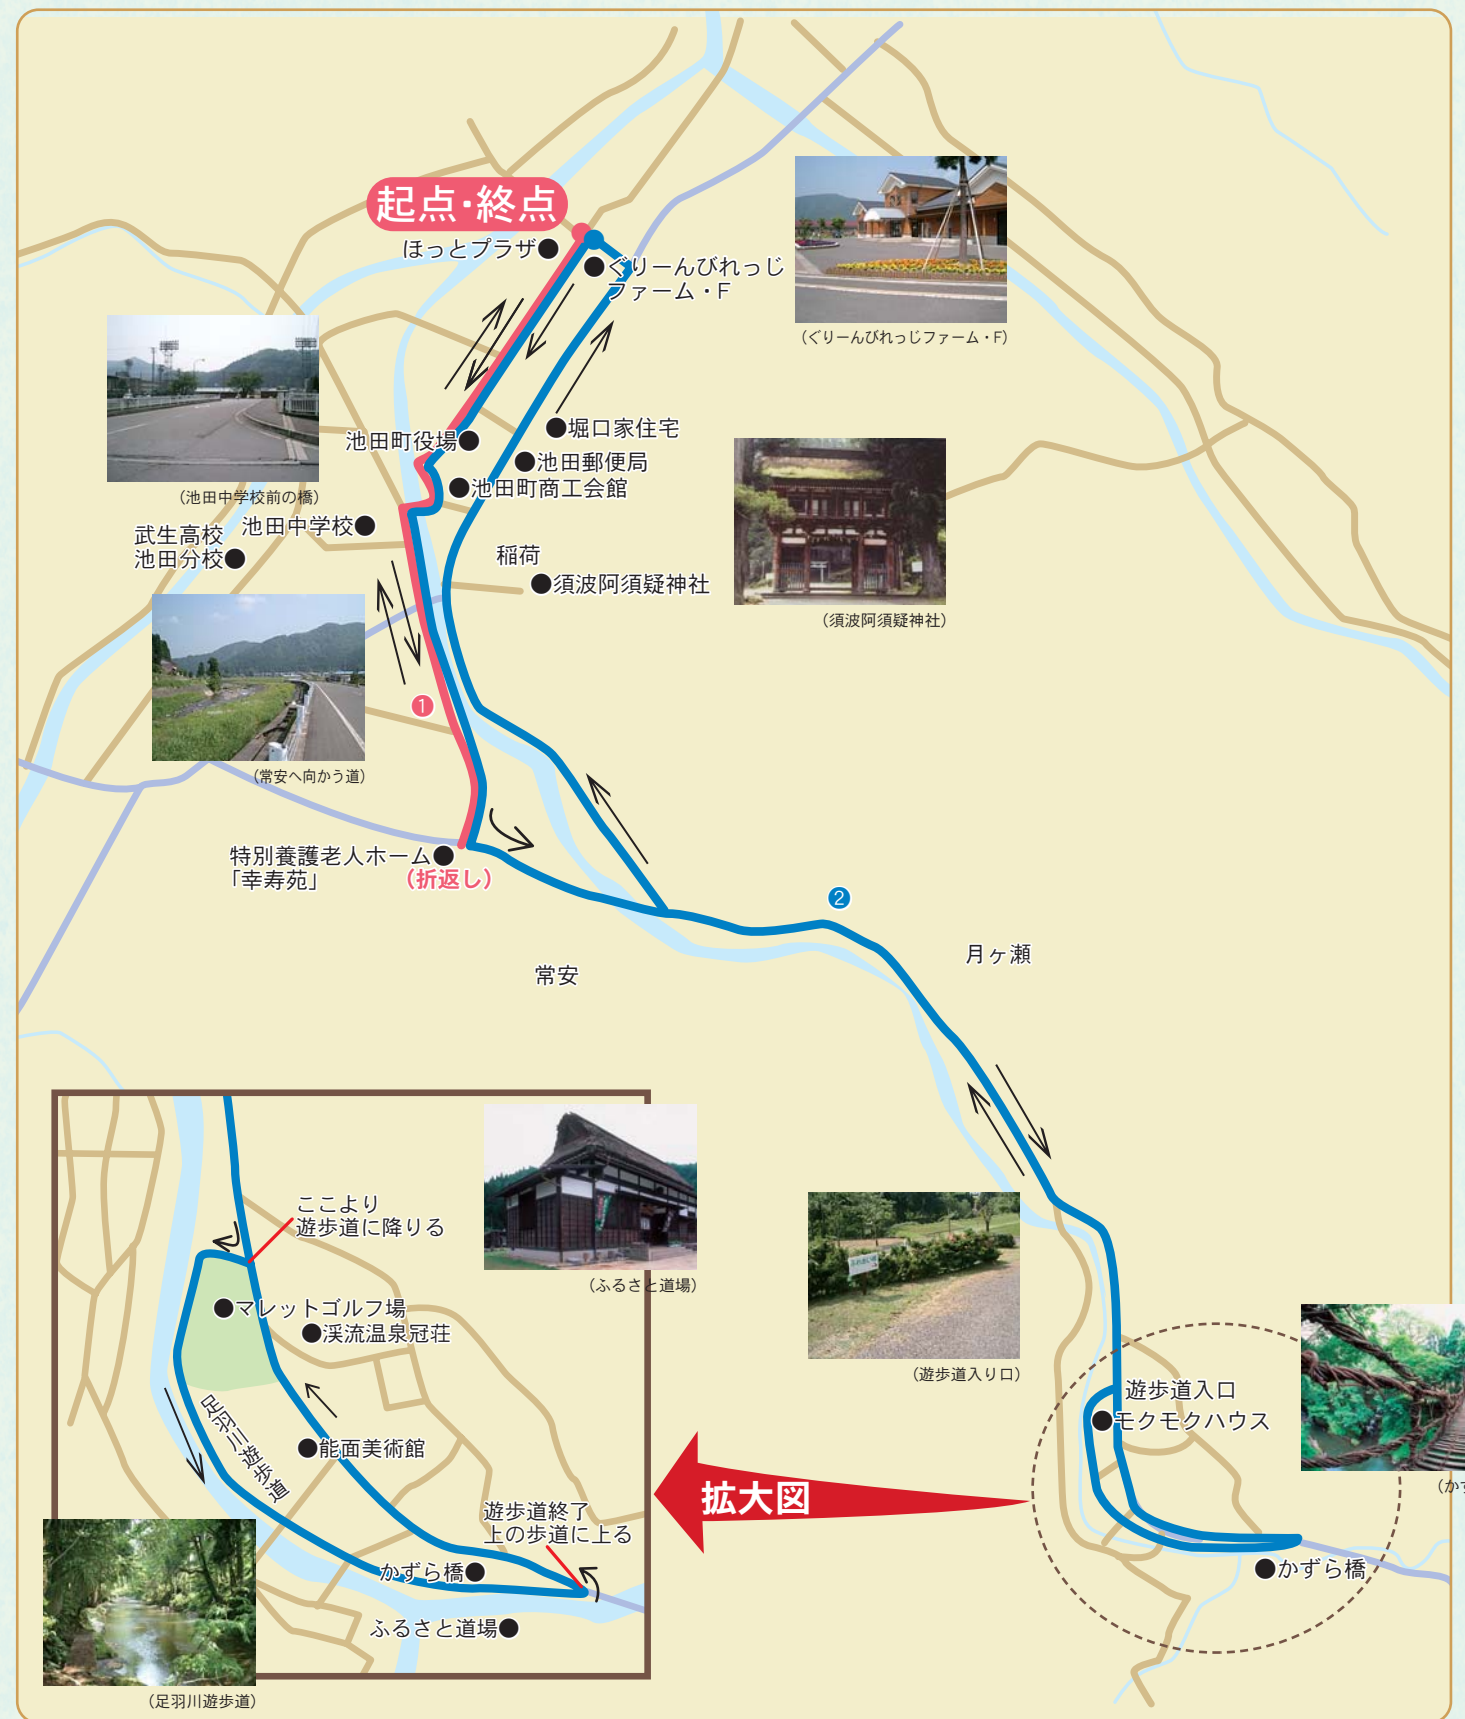 起点・終点
ほっとプラザ
ぐりーんびれっじ
ファーム・F
(ぐりーんびれっじファーム・F)
池田町役場
堀口家住宅
池田郵便局
池田町商工会館
(池田中学校前の橋)
池田中学校
武生高校
池田分校
稲荷
須波阿須疑神社
(須波阿須疑神社)
1
(常安へ向かう道)
特別養護老人ホーム
「幸寿苑」
(折返し)
2
月ヶ瀬
常安
ここより
遊歩道に降りる
(ふるさと道場)
マレットゴルフ場
渓流温泉冠荘
足羽川遊歩道
能面美術館
遊歩道終了
上の歩道に上る
かずら橋
ふるさと道場
(足羽川遊歩道)
拡大図
(遊歩道入り口)
遊歩道入口
モクモクハウス
(かず
かずら橋